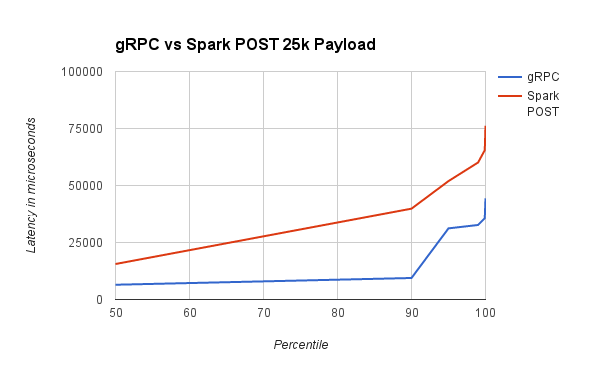 gRPC vs Spark POST 25k Payload
100000
75000
50000
25000
0
Latency in microseconds
50
60
70
80
90
100
Percentile
gRPC
Spark
POST